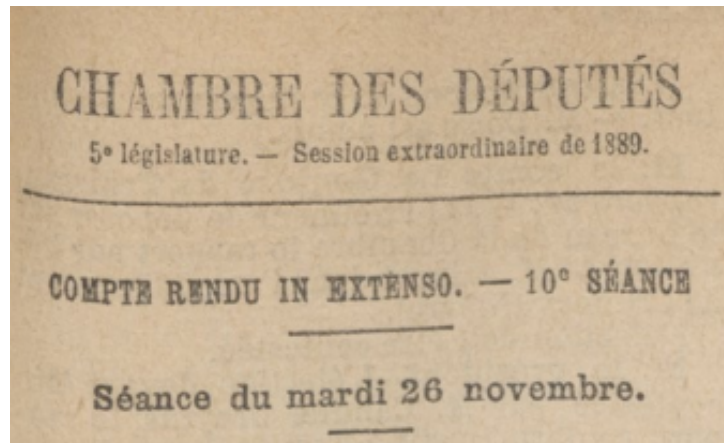 CHAMBRE DES DÉPUTÉS
5e législature. — Session extraordinaire de 1889.
COMPTE RENDU IN EXTENSO. — 10e SÉANCE
Séance du mardi 26 novembre.